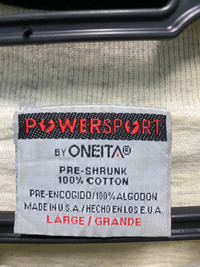 POWERSPORT
BY ONEITA®
PRE-SHRUNK
100% COTTON
PRE-ENCOGIDO/100% ALGODON
MADE IN U.S.A./HECHO EN LOS E.U.A.
LARGE/GRANDE